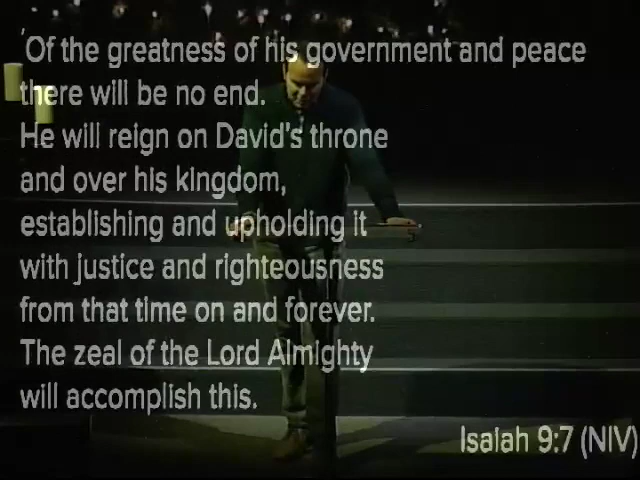 'Of the greatness of his government and peace
there will be no end.
He will reign on David's throne
and over his kingdom,
establishing and upholding it
with justice and righteousness
from that time on and forever.
The zeal of the Lord Almighty
will accomplish this.
Isaiah 9:7 (NIV)